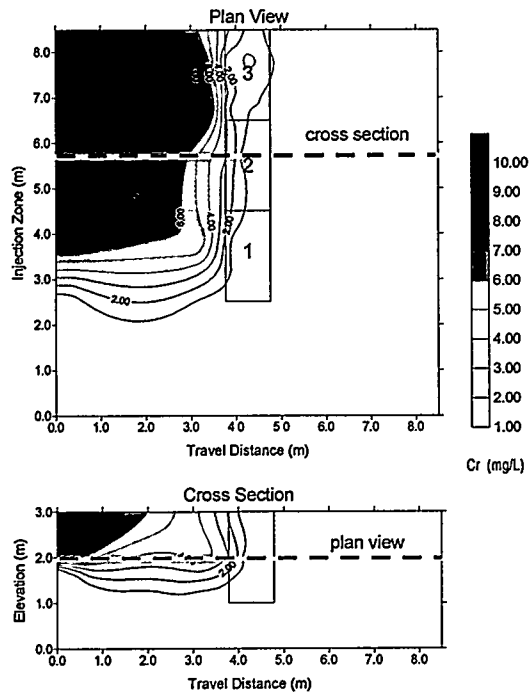 Plan View
8.0
7.0
6.0
5.0
4.0
3.0
2.0
1.0
0.0
Injection Zone (m)
3
2
1
cross section
6.00
2.00
2.00
0.0 1.0 2.0 3.0 4.0 5.0 6.0 7.0 8.0
Travel Distance (m)
10.00
9.00
8.00
7.00
6.00
5.00
4.00
3.00
2.00
1.00
Cr (mg/L)
Cross Section
3.0
2.0
1.0
0.0
Elevation (m)
plan view
2.00
0.0 1.0 2.0 3.0 4.0 5.0 6.0 7.0 8.0
Travel Distance (m)